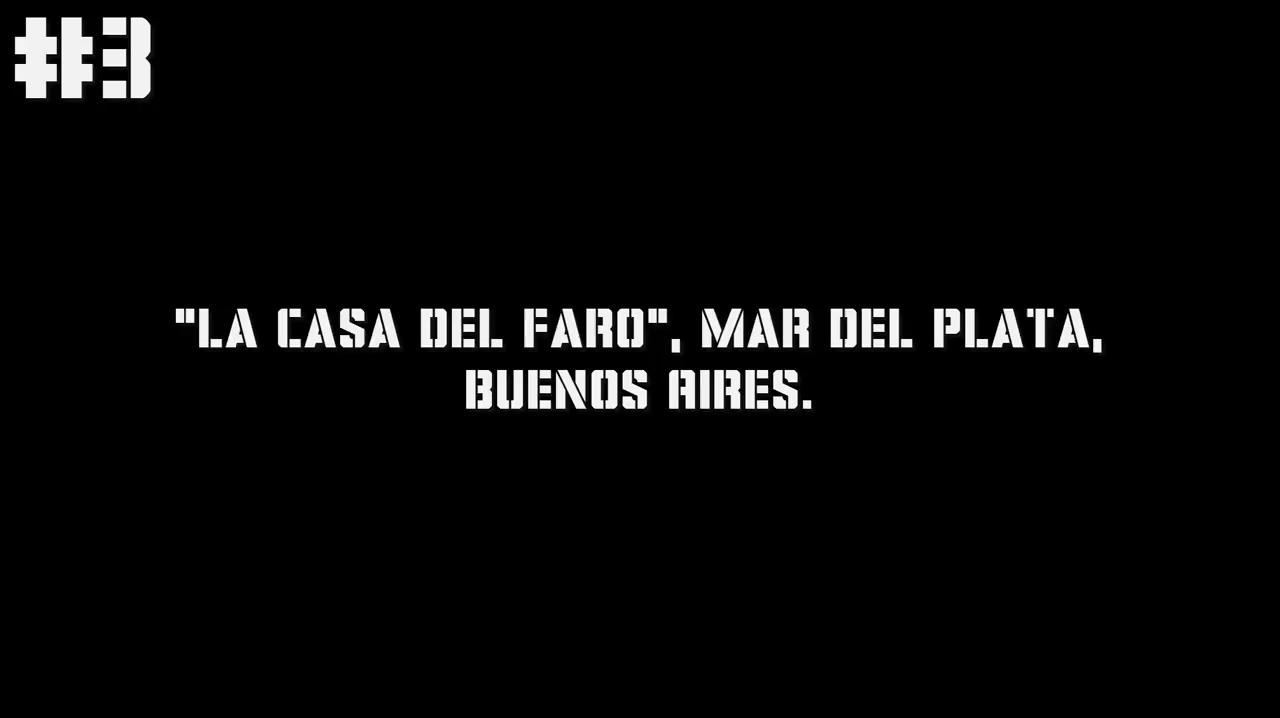 #3
"LA CASA DEL FARO", MAR DEL PLATA,
BUENOS AIRES.